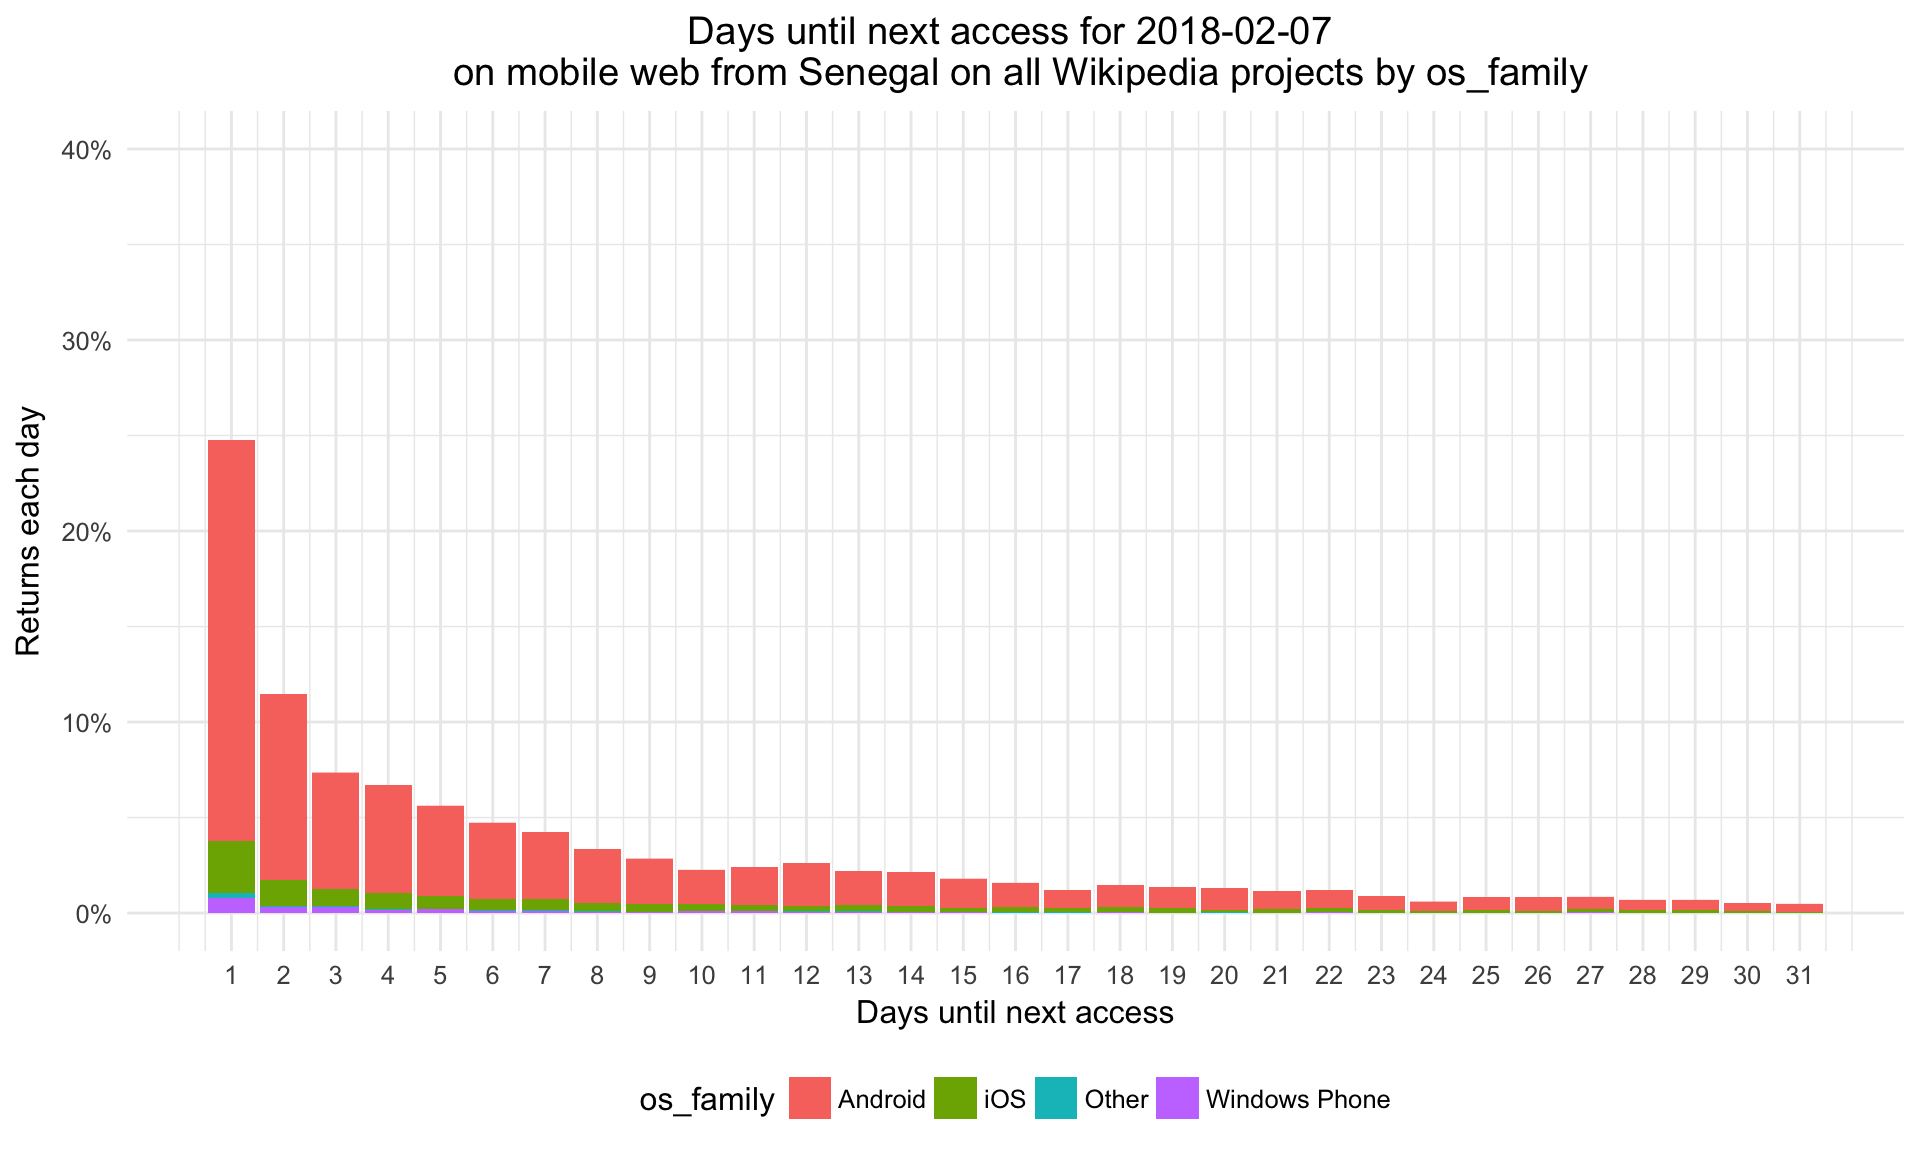 Days until next access for 2018-02-07
on mobile web from Senegal on all Wikipedia projects by os_family
40%
30%
20%
10%
0%
Returns each day
1 2 3 4 5 6 7 8 9 10 11 12 13 14 15 16 17 18 19 20 21 22 23 24 25 26 27 28 29 30 31
Days until next access
os_family Android iOS Other Windows Phone